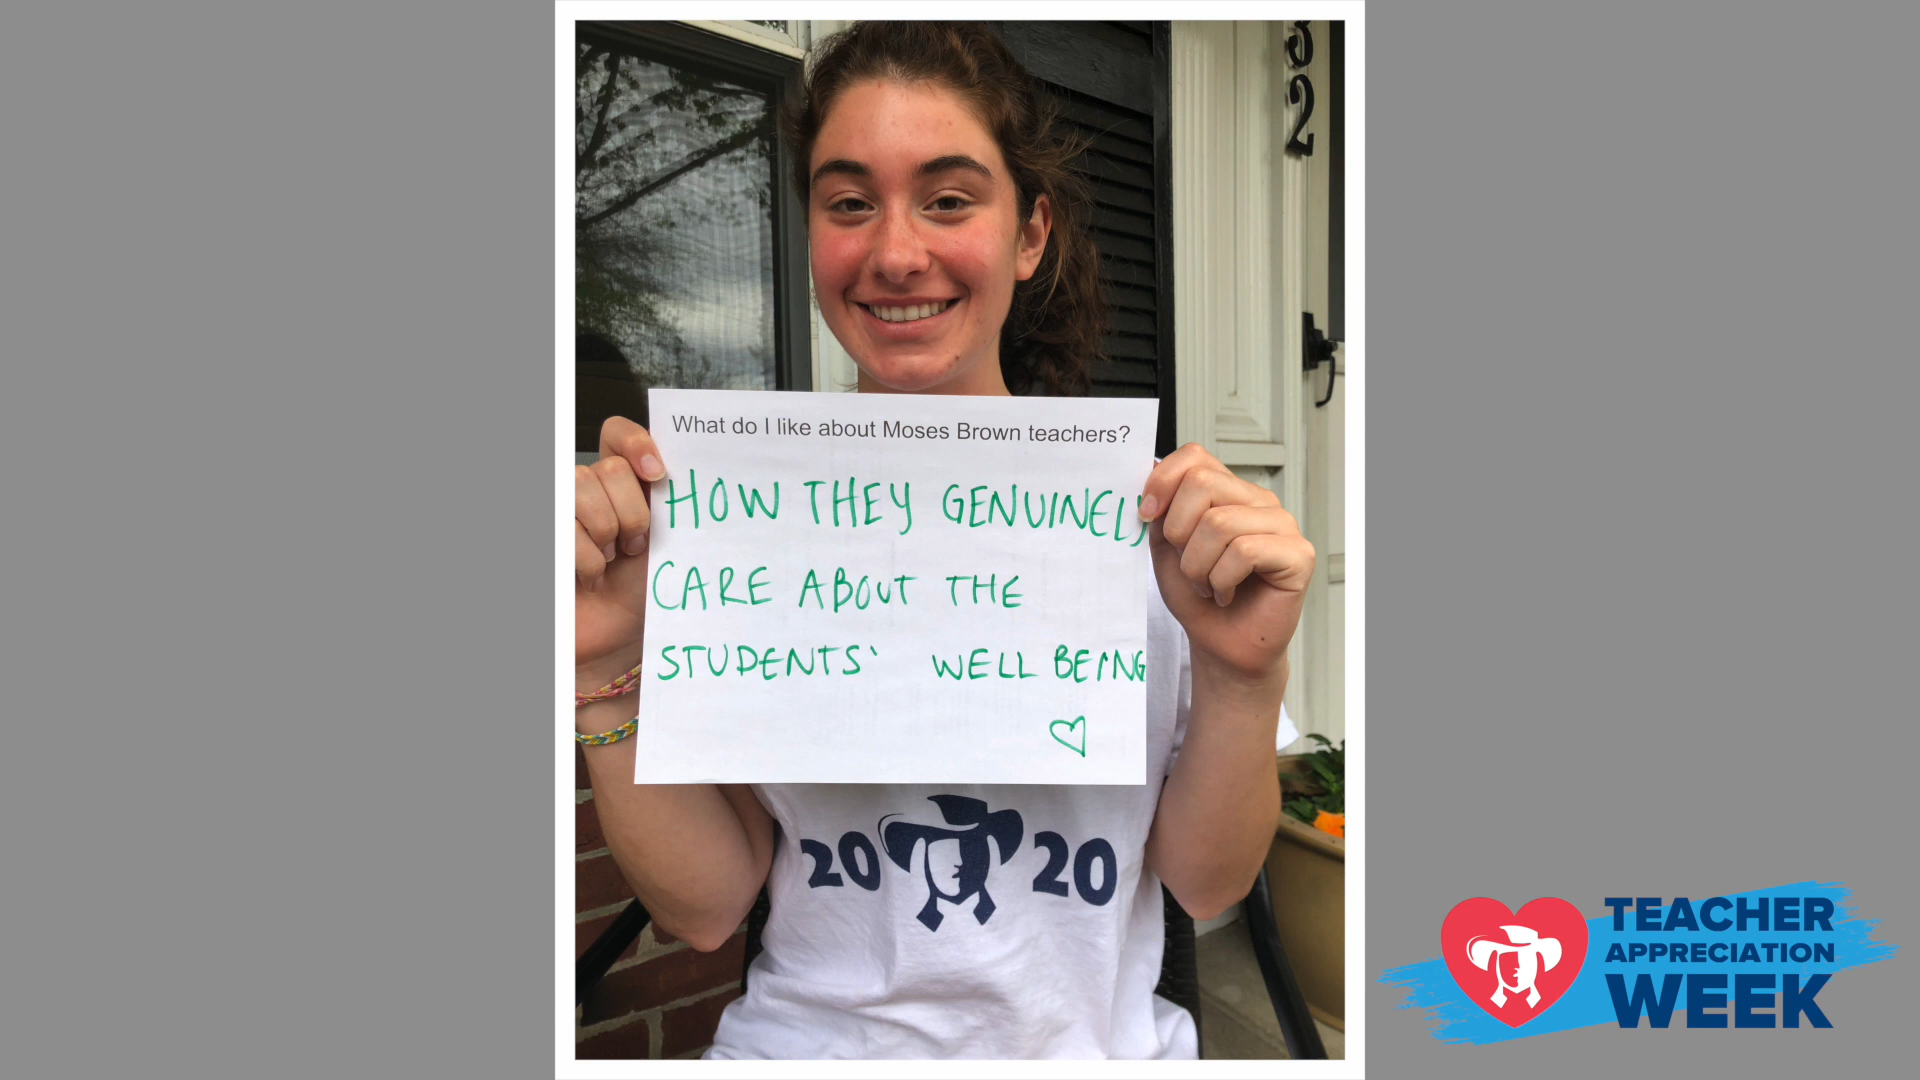 32
What do I like about Moses Brown teachers?
HOW THEY GENUINELY
CARE ABOUT THE
STUDENTS' WELL BEING
2020
TEACHER
APPRECIATION
WEEK